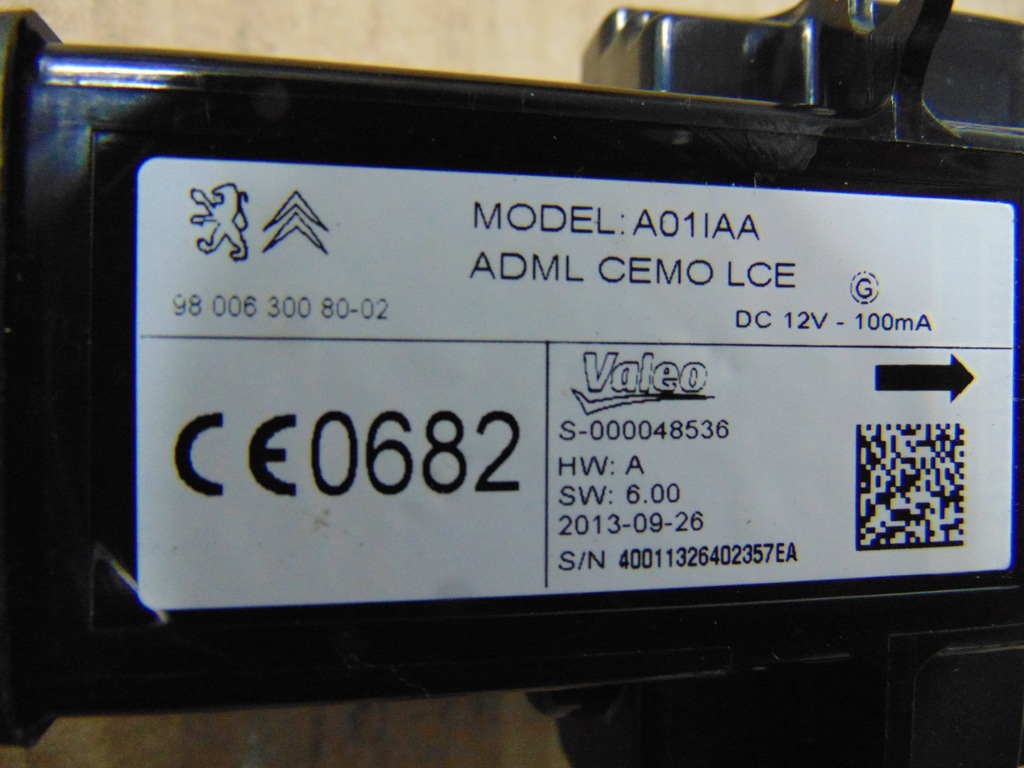 MODEL: A01IAA
ADML CEMO LCE
G
98 006 300 80-02
DC 12V - 100mA
CE0682
Valeo
S-000048536
HW: A
SW: 6.00
2013-09-26
S/N 40011326402357EA